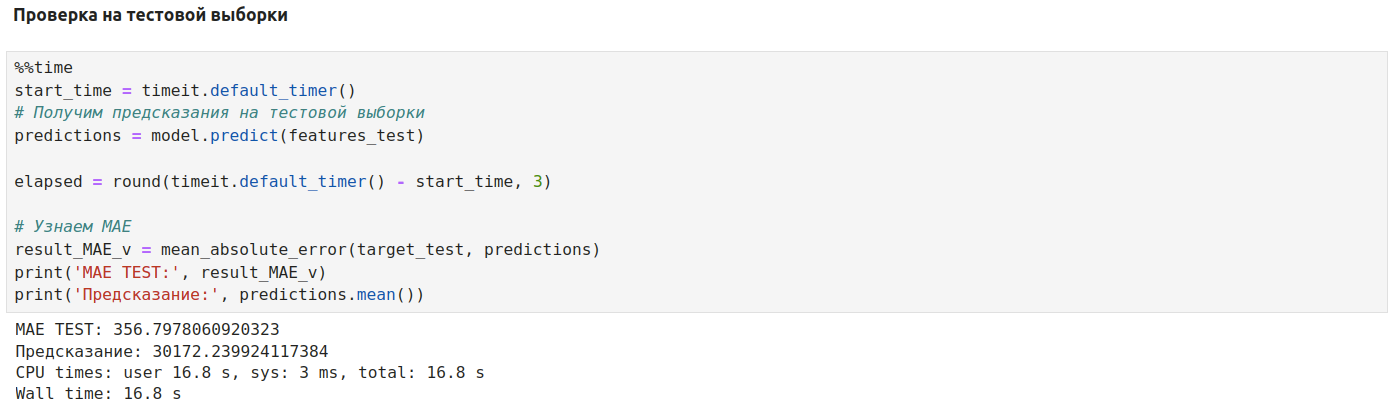 Проверка на тестовой выборки
%%time
start_time = timeit.default_timer()
# Получим предсказания на тестовой выборки
predictions = model.predict(features_test)
elapsed = round(timeit.default_timer() - start_time, 3)
# Узнаем MAE
result_MAE_v = mean_absolute_error(target_test, predictions)
print('MAE TEST:', result_MAE_v)
print('Предсказание:', predictions.mean())
MAE TEST: 356.7978060920323
Предсказание: 30172.239924117384
CPU times: user 16.8 s, sys: 3 ms, total: 16.8 s
Wall time: 16.8 s